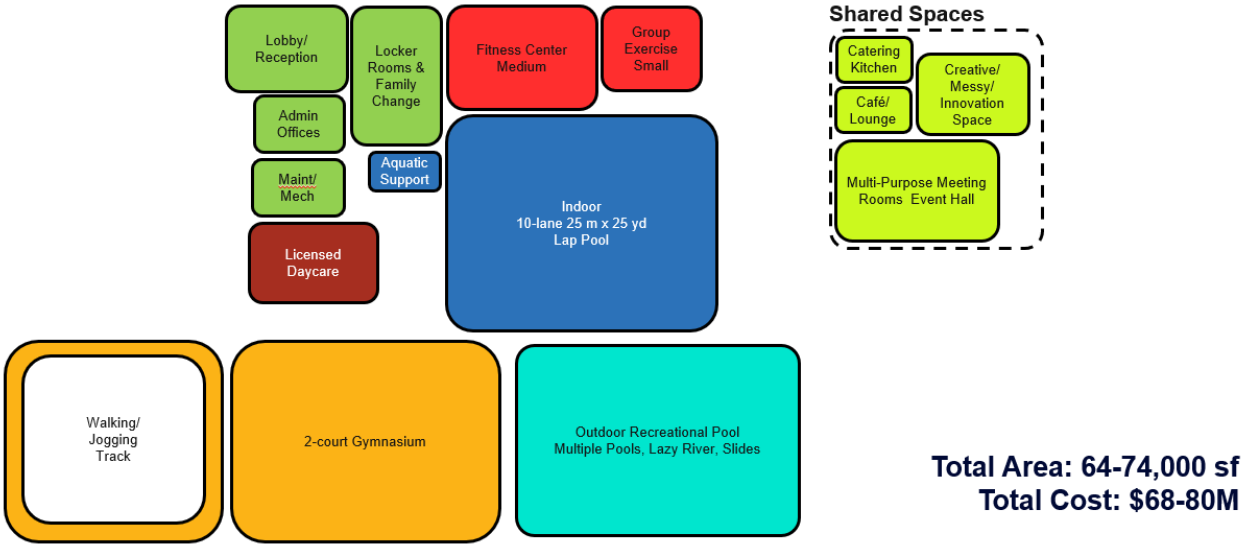 Lobby/
Reception
Locker
Rooms &
Family
Change
Fitness Center
Medium
Group
Exercise
Small
Shared Spaces
Catering
Kitchen
Creative/
Messy/
Innovation
Space
Café/
Lounge
Admin
Offices
Aquatic
Support
Maint/
Mech
Multi-Purpose Meeting
Rooms  Event Hall
Indoor
10-lane 25 m x 25 yd
Lap Pool
Licensed
Daycare
Walking/
Jogging
Track
2-court Gymnasium
Outdoor Recreational Pool
Multiple Pools, Lazy River, Slides
Total Area: 64-74,000 sf
Total Cost: $68-80M